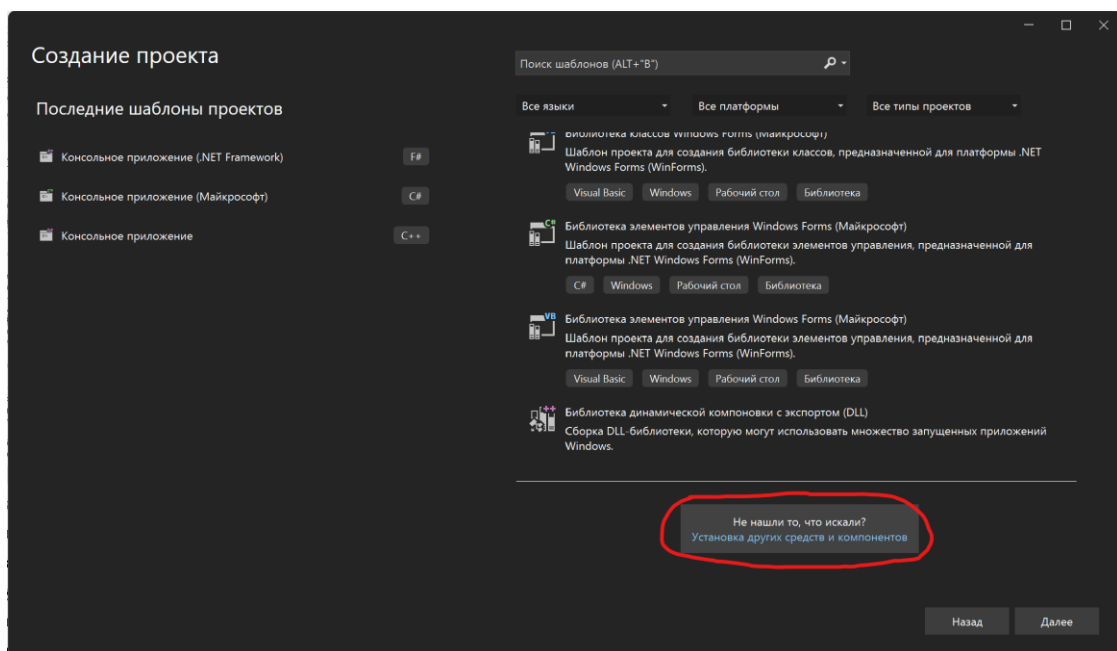 Создание проекта
Последние шаблоны проектов
Консольное приложение (.NET Framework)
F#
Консольное приложение (Майкрософт)
C#
Консольное приложение
C++
Поиск шаблонов (ALT+"B")
Все языки
Все платформы
Все типы проектов
Библиотека классов Windows Forms (Майкрософт)
Шаблон проекта для создания библиотеки классов, предназначенной для платформы .NET
Windows Forms (WinForms).
Visual Basic
Windows
Рабочий стол
Библиотека
C#
Библиотека элементов управления Windows Forms (Майкрософт)
Шаблон проекта для создания библиотеки элементов управления, предназначенной для
платформы .NET Windows Forms (WinForms).
C#
Windows
Рабочий стол
Библиотека
VB
Библиотека элементов управления Windows Forms (Майкрософт)
Шаблон проекта для создания библиотеки элементов управления, предназначенной для
платформы .NET Windows Forms (WinForms).
Visual Basic
Windows
Рабочий стол
Библиотека
++
Библиотека динамической компоновки с экспортом (DLL)
Сборка DLL-библиотеки, которую могут использовать множество запущенных приложений
Windows.
Не нашли то, что искали?
Установка других средств и компонентов
Назад
Далее